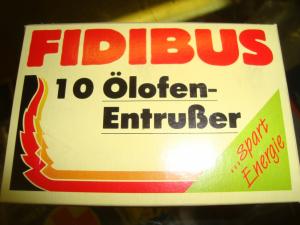 FIDIBUS
10 Ölofen-
Entrußer
...spart
Energie